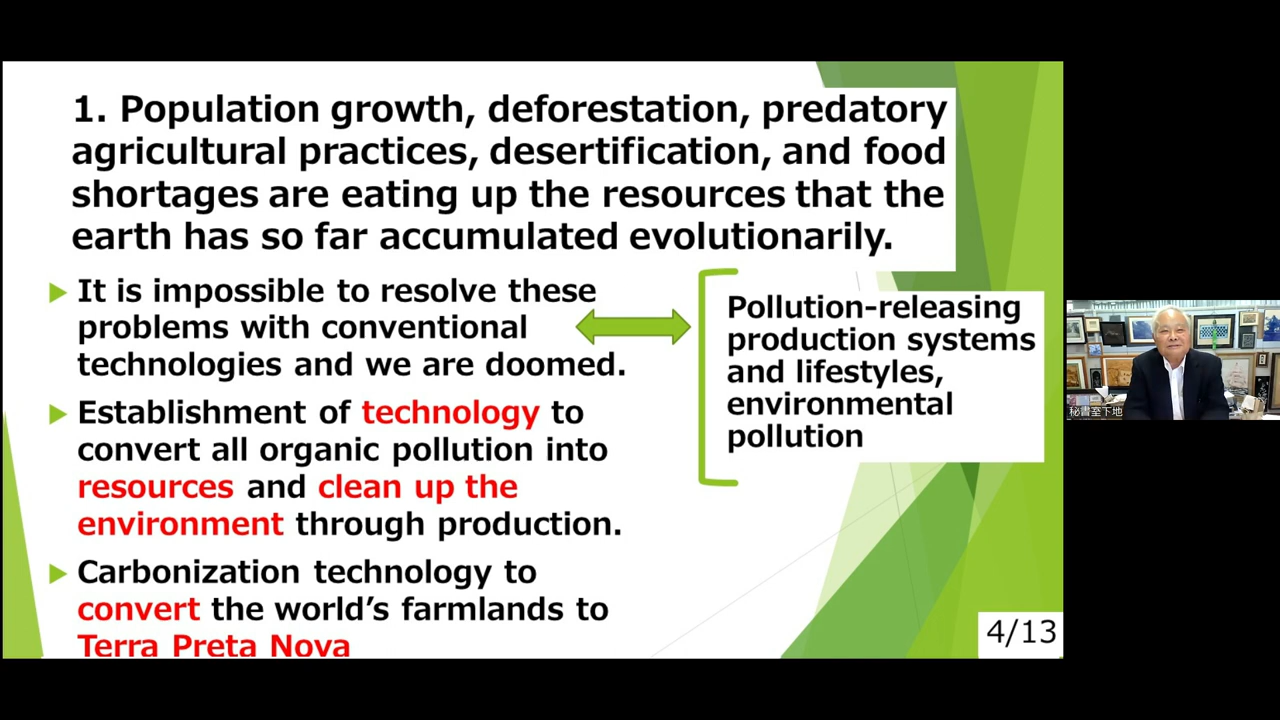 1. Population growth, deforestation, predatory
agricultural practices, desertification, and food
shortages are eating up the resources that the
earth has so far accumulated evolutionarily.
It is impossible to resolve these
problems with conventional
technologies and we are doomed.
Establishment of technology to
convert all organic pollution into
resources and clean up the
environment through production.
Carbonization technology to
convert the world’s farmlands to
Terra Preta Nova
Pollution-releasing
production systems
and lifestyles,
environmental
pollution
4/13
秘書至下地